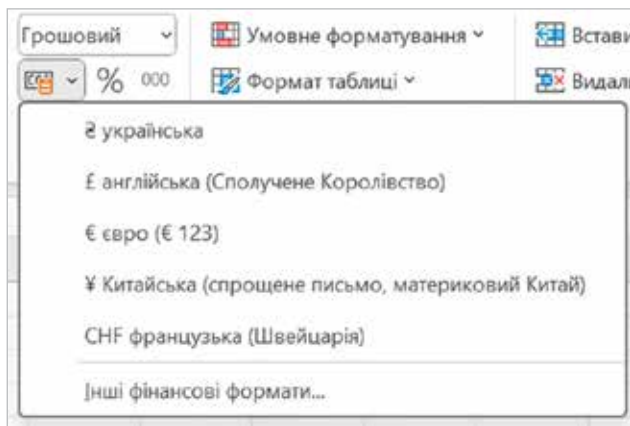 Грошовий Умовне форматування Встави
% 000 Формат таблиці Видал
₴ українська
£ англійська (Сполучене Королівство)
€ євро (€ 123)
¥ Китайська (спрощене письмо, материковий Китай)
CHF французька (Швейцарія)
Інші фінансові формати...